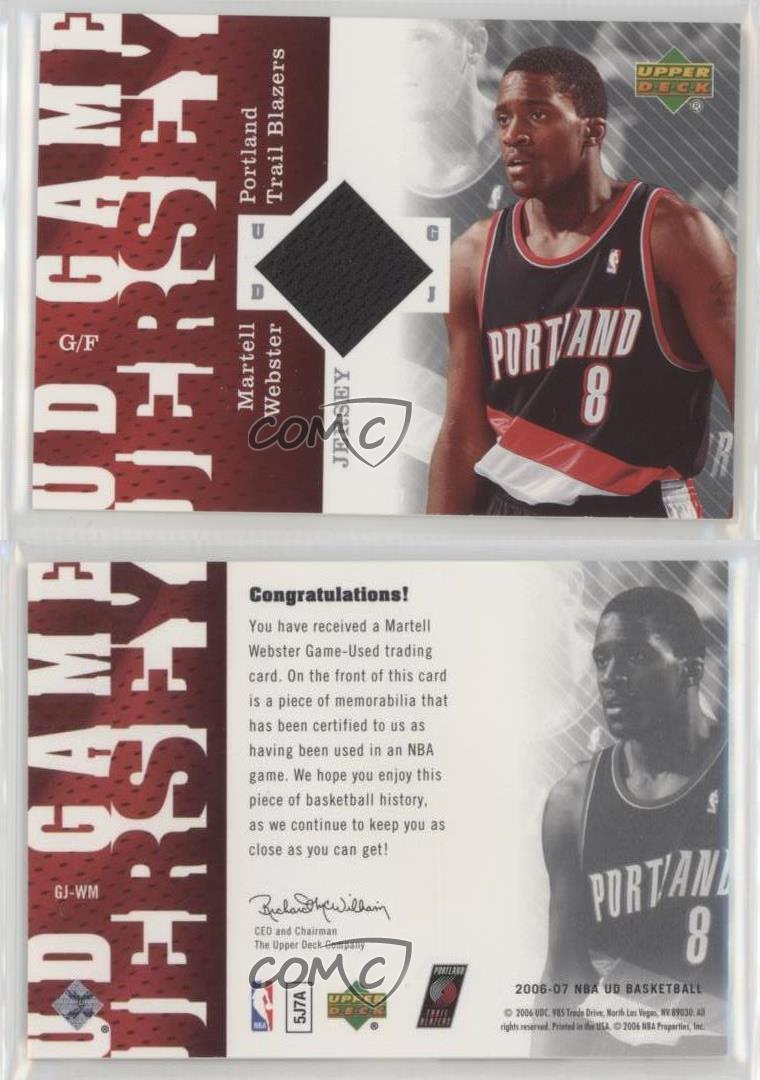 UD GAME
JERSEY
G/F
Portland
Trail Blazers
Martell
Webster
U G
D J
JERSEY
UPPER
DECK
®
PORTLAND
8
COMC
UD GAME
JERSEY
GJ-WM
®
Congratulations!
You have received a Martell
Webster Game-Used trading
card. On the front of this card
is a piece of memorabilia that
has been certified to us as
having been used in an NBA
game. We hope you enjoy this
piece of basketball history,
as we continue to keep you as
close as you can get!
Richard McWilliam
CEO and Chairman
The Upper Deck Company
COMC
NBA
5J7A
UPPER
DECK
®
PORTLAND
TRAIL BLAZERS
PORTLAND
8
2006-07 NBA UD BASKETBALL
© 2006 UDC. 985 Trade Drive, North Las Vegas, NV 89030. All
rights reserved. Printed in the USA. © 2006 NBA Properties, Inc.